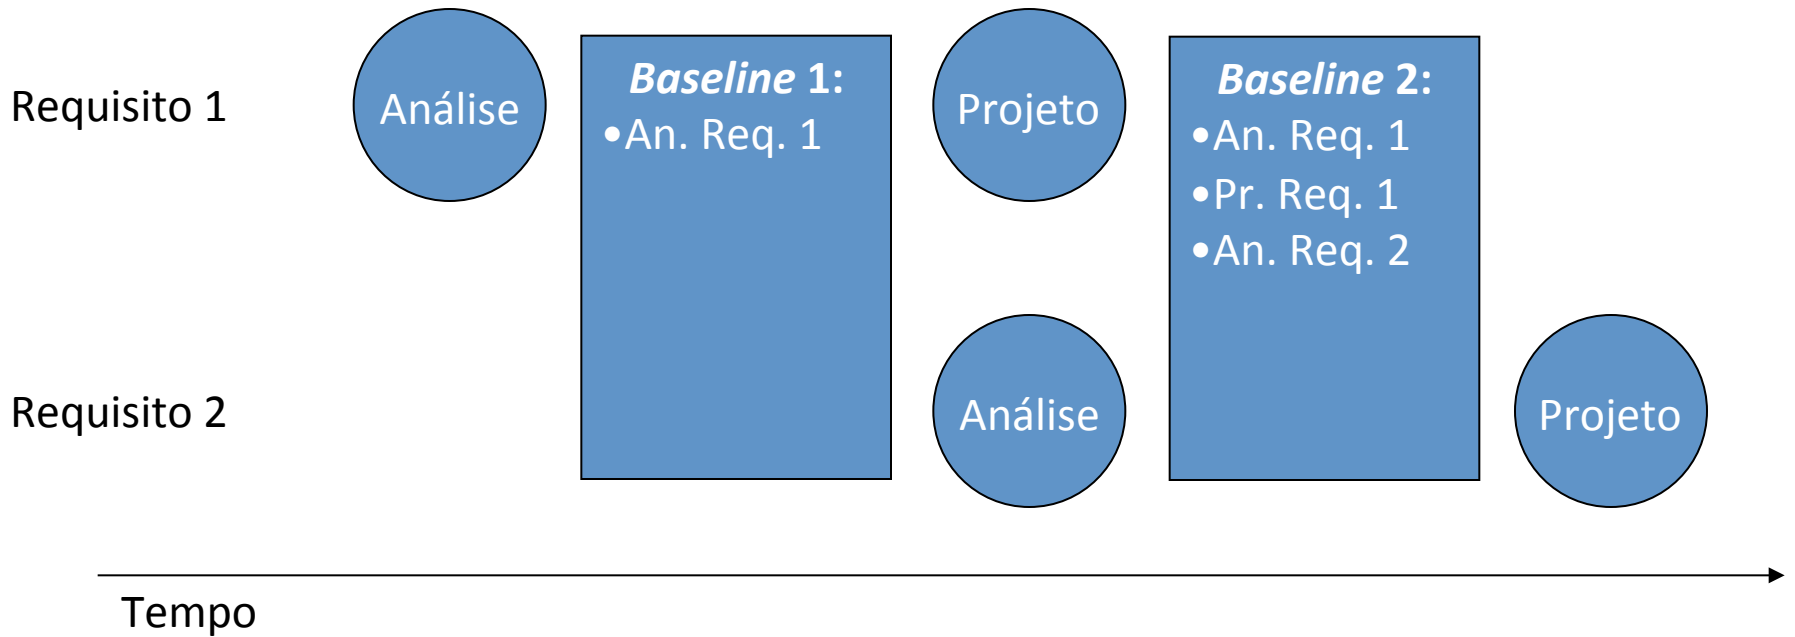 Requisito 1
Análise
Baseline 1:
•An. Req. 1
Projeto
Baseline 2:
•An. Req. 1
•Pr. Req. 1
•An. Req. 2
Requisito 2
Análise
Projeto
Tempo